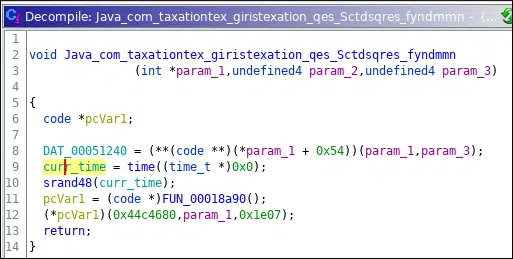 Decompile: Java_com_taxationtex_giristexation_qes_Sctdsqres_fyndmmn - (...
1
2 void Java_com_taxationtex_giristexation_qes_Sctdsqres_fyndmmn
3 (int *param_1,undefined4 param_2,undefined4 param_3)
4
5 {
6 code *pcVar1;
7
8 DAT_00051240 = (**(code **)(*param_1 + 0x54))(param_1,param_3);
9 curr_time = time((time_t *)0x0);
10 srand48(curr_time);
11 pcVar1 = (code *)FUN_00018a90();
12 (*pcVar1)(0x44c4680,param_1,0x1e07);
13 return;
14 }